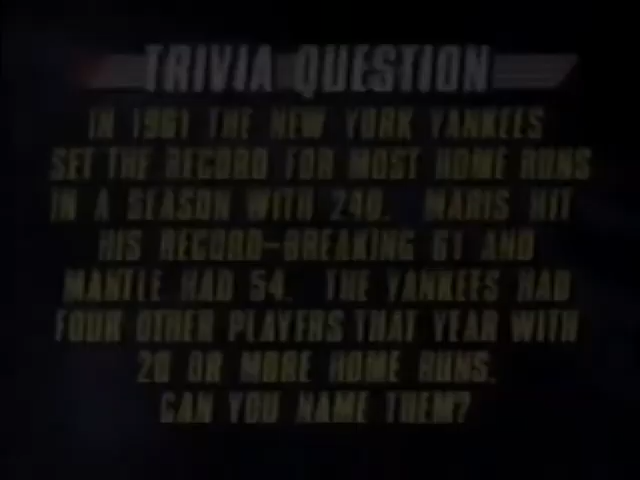 TRIVIA QUESTION
IN 1961 THE NEW YORK YANKEES
SET THE RECORD FOR MOST HOME RUNS
IN A SEASON WITH 240. MARIS HIT
HIS RECORD-BREAKING 61 AND
MANTLE HAD 54. THE YANKEES HAD
FOUR OTHER PLAYERS THAT YEAR WITH
20 OR MORE HOME RUNS.
CAN YOU NAME THEM?